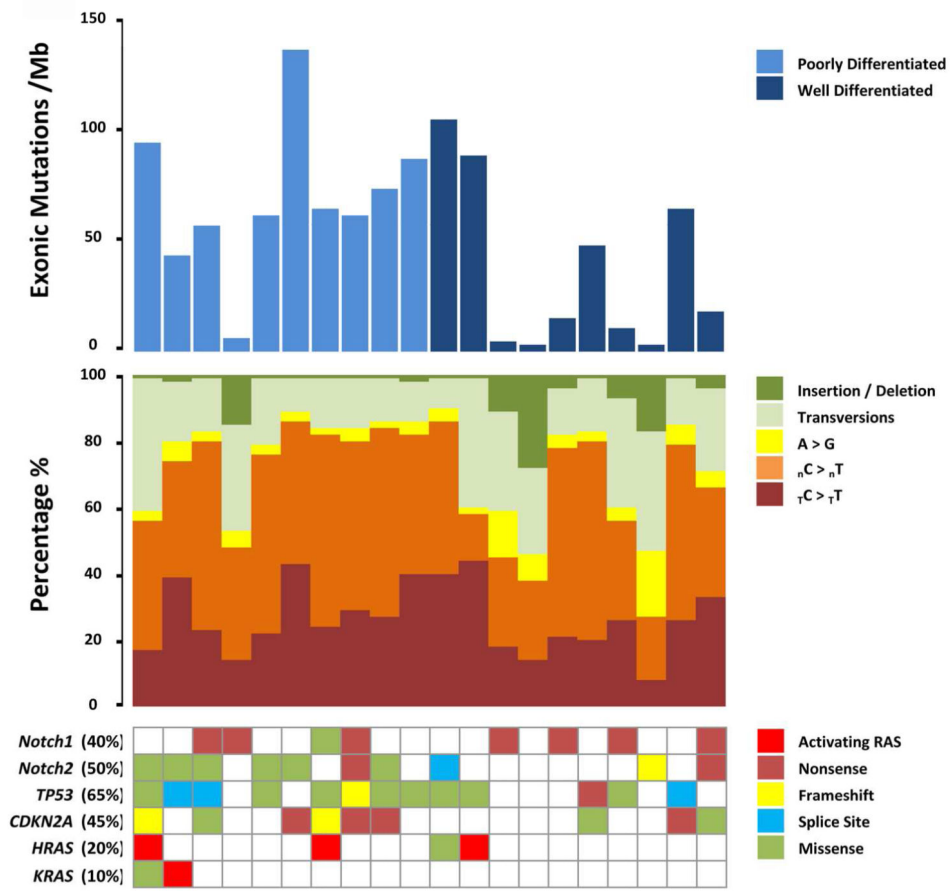 150
100
50
0
Exonic Mutations /Mb
Poorly Differentiated
Well Differentiated
100
80
60
40
20
0
Percentage %
Insertion / Deletion
Transversions
A > G
nC > nT
TC > TT
Notch1 (40%)
Notch2 (50%)
TP53 (65%)
CDKN2A (45%)
HRAS (20%)
KRAS (10%)
Activating RAS
Nonsense
Frameshift
Splice Site
Missense